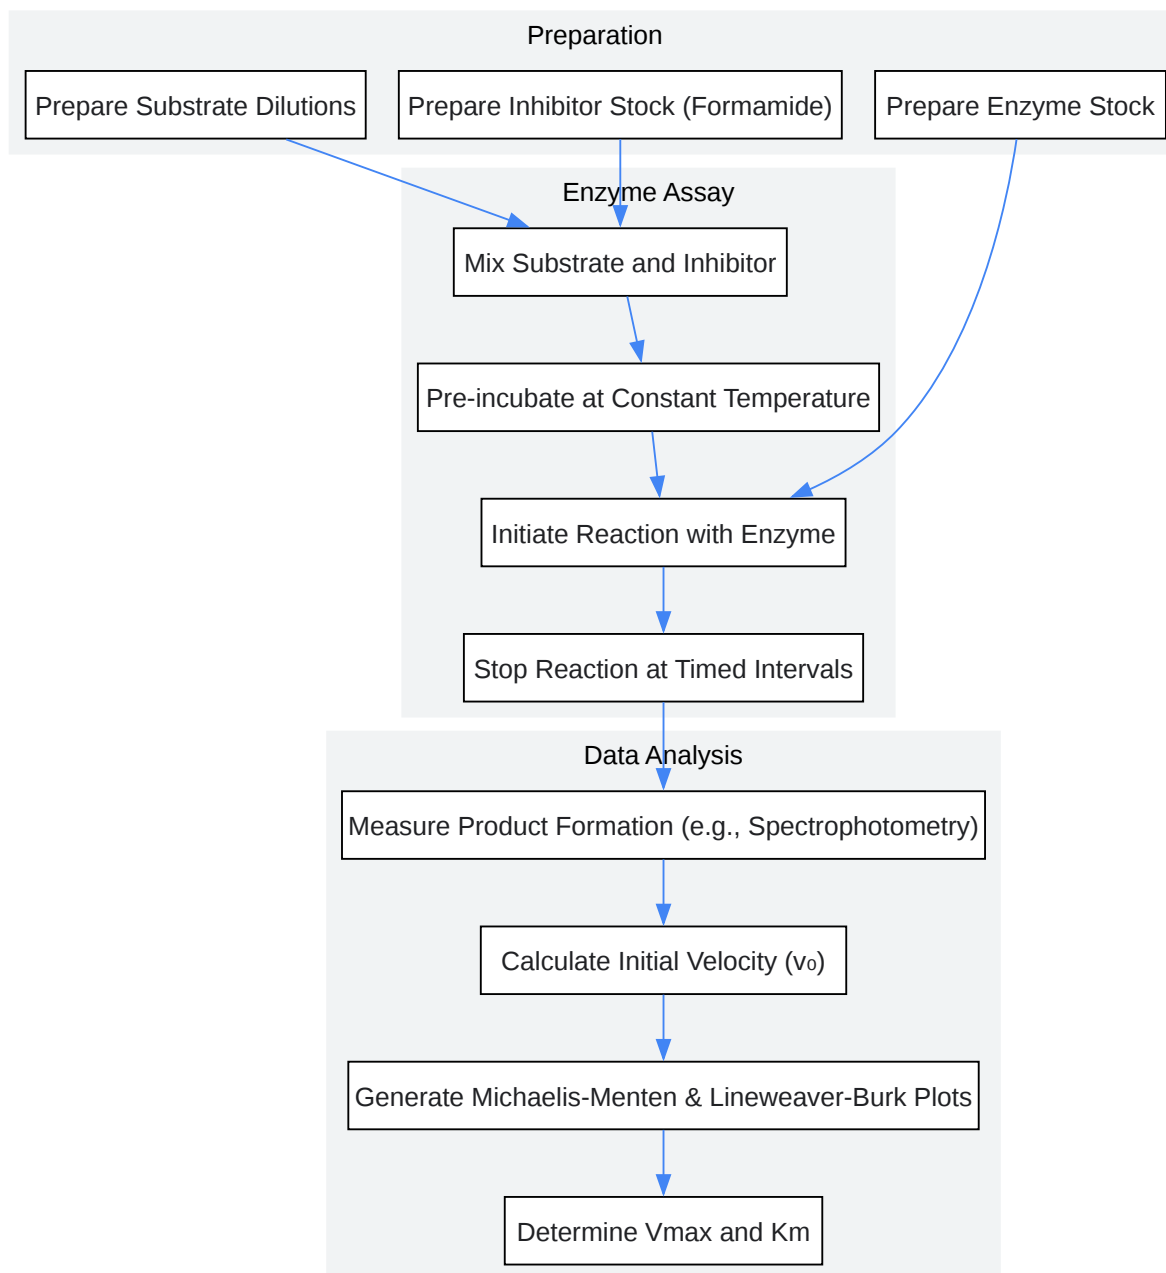 Preparation
Prepare Substrate Dilutions
Prepare Inhibitor Stock (Formamide)
Prepare Enzyme Stock
Enzyme Assay
Mix Substrate and Inhibitor
Pre-incubate at Constant Temperature
Initiate Reaction with Enzyme
Stop Reaction at Timed Intervals
Data Analysis
Measure Product Formation (e.g., Spectrophotometry)
Calculate Initial Velocity (v₀)
Generate Michaelis-Menten & Lineweaver-Burk Plots
Determine Vmax and Km